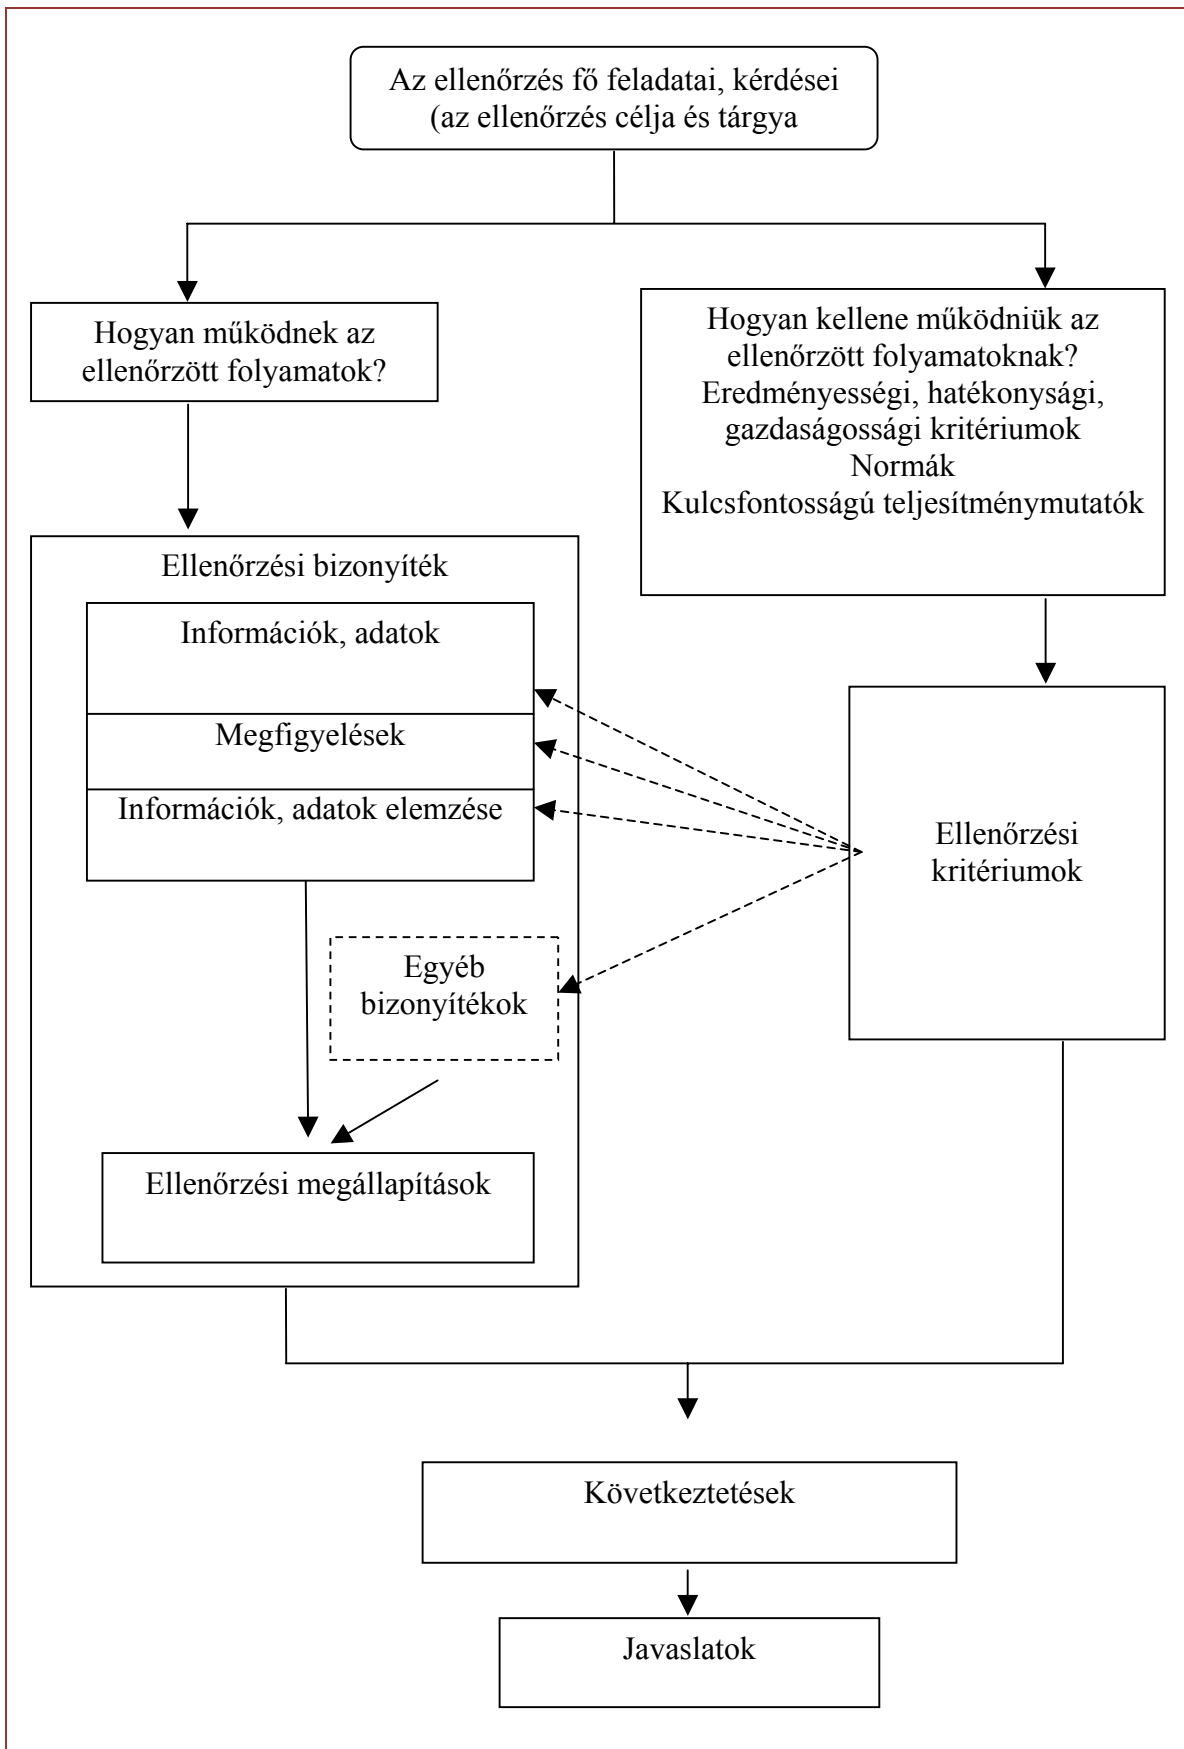 Az ellenőrzés fő feladatai, kérdései
(az ellenőrzés célja és tárgya
Hogyan működnek az
ellenőrzött folyamatok?
Hogyan kellene működniük az
ellenőrzött folyamatoknak?
Eredményességi, hatékonysági,
gazdaságossági kritériumok
Normák
Kulcsfontosságú teljesítménymutatók
Ellenőrzési bizonyíték
Információk, adatok
Megfigyelések
Információk, adatok elemzése
Ellenőrzési
kritériumok
Egyéb
bizonyítékok
Ellenőrzési megállapítások
Következtetések
Javaslatok